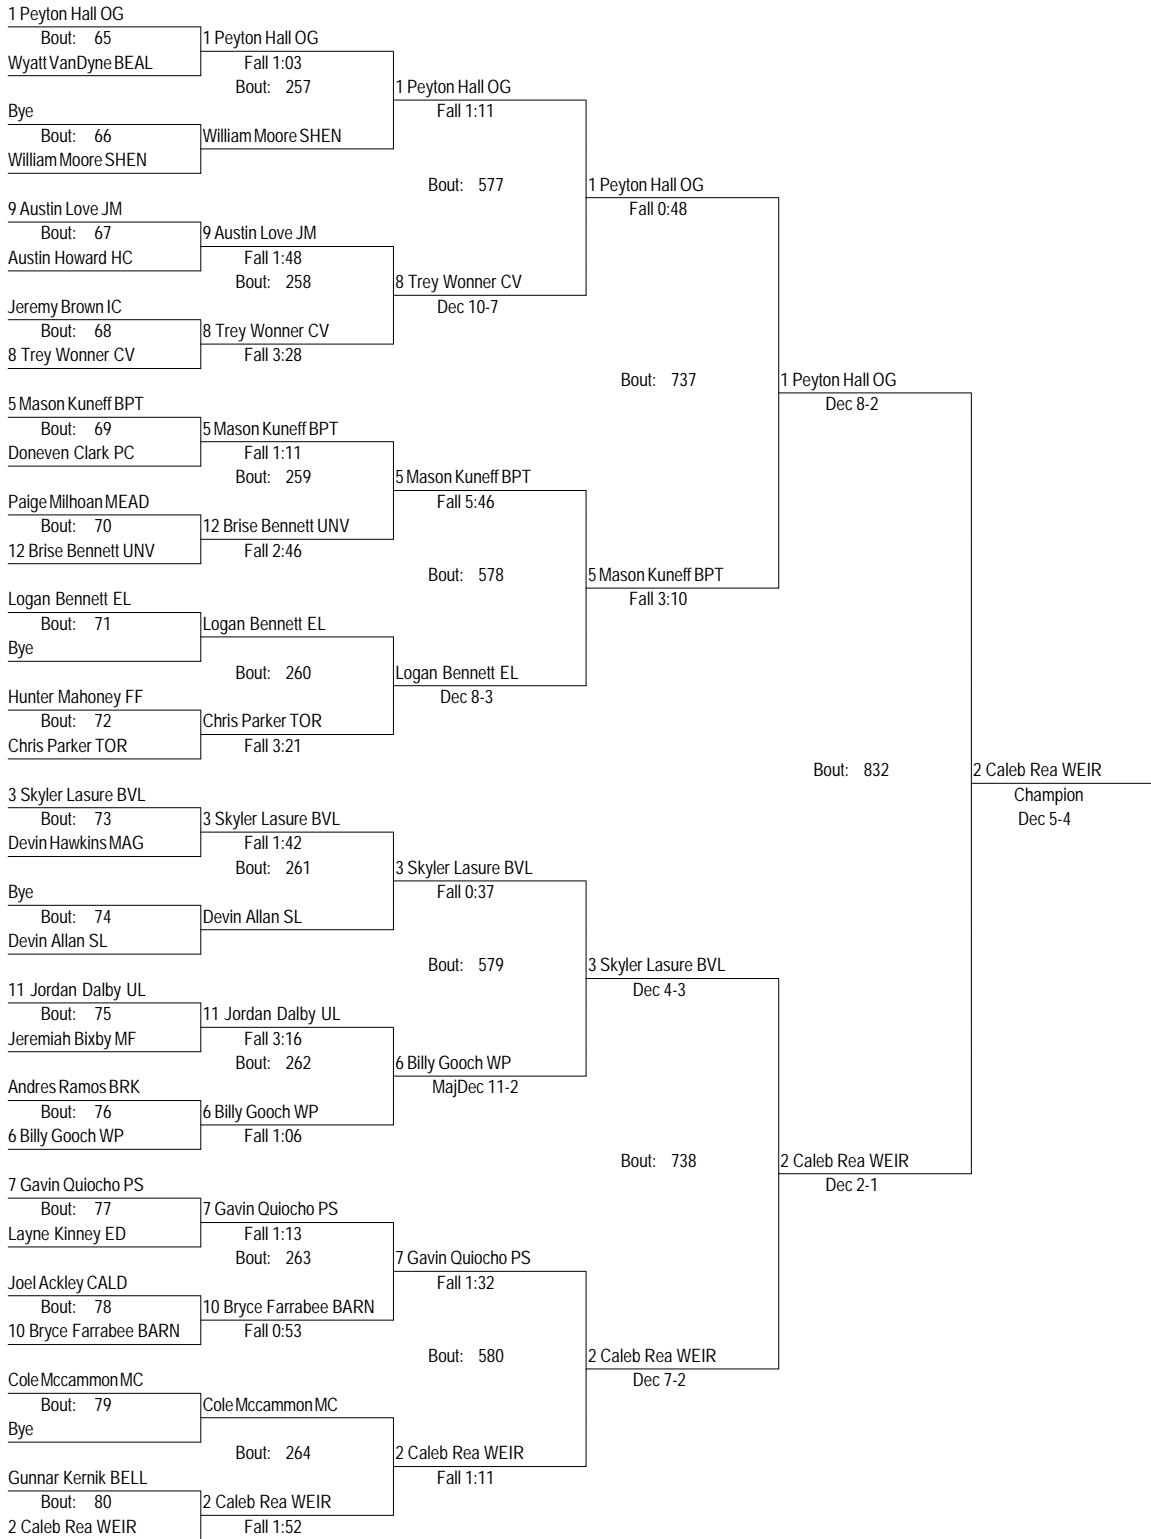 1 Peyton Hall OG
Bout: 65
1 Peyton Hall OG
Wyatt VanDyne BEAL
Fall 1:03
Bout: 257
1 Peyton Hall OG
Bye
Fall 1:11
Bout: 66
William Moore SHEN
William Moore SHEN
Bout: 577
1 Peyton Hall OG
9 Austin Love JM
Fall 0:48
Bout: 67
9 Austin Love JM
Austin Howard HC
Fall 1:48
Bout: 258
8 Trey Wonner CV
Jeremy Brown IC
Dec 10-7
Bout: 68
8 Trey Wonner CV
8 Trey Wonner CV
Fall 3:28
Bout: 737
1 Peyton Hall OG
5 Mason Kuneff BPT
Dec 8-2
Bout: 69
5 Mason Kuneff BPT
Doneven Clark PC
Fall 1:11
Bout: 259
5 Mason Kuneff BPT
Paige Milhoan MEAD
Fall 5:46
Bout: 70
12 Brise Bennett UNV
12 Brise Bennett UNV
Fall 2:46
Bout: 578
5 Mason Kuneff BPT
Logan Bennett EL
Fall 3:10
Bout: 71
Logan Bennett EL
Bye
Bout: 260
Logan Bennett EL
Hunter Mahoney FF
Dec 8-3
Bout: 72
Chris Parker TOR
Chris Parker TOR
Fall 3:21
Bout: 832
2 Caleb Rea WEIR
3 Skyler Lasure BVL
Champion
Bout: 73
3 Skyler Lasure BVL
Dec 5-4
Devin Hawkins MAG
Fall 1:42
Bout: 261
3 Skyler Lasure BVL
Bye
Fall 0:37
Bout: 74
Devin Allan SL
Devin Allan SL
Bout: 579
3 Skyler Lasure BVL
11 Jordan Dalby UL
Dec 4-3
Bout: 75
11 Jordan Dalby UL
Jeremiah Bixby MF
Fall 3:16
Bout: 262
6 Billy Gooch WP
Andres Ramos BRK
MajDec 11-2
Bout: 76
6 Billy Gooch WP
6 Billy Gooch WP
Fall 1:06
Bout: 738
2 Caleb Rea WEIR
7 Gavin Quiocho PS
Dec 2-1
Bout: 77
7 Gavin Quiocho PS
Layne Kinney ED
Fall 1:13
Bout: 263
7 Gavin Quiocho PS
Joel Ackley CALD
Fall 1:32
Bout: 78
10 Bryce Farrabee BARN
10 Bryce Farrabee BARN
Fall 0:53
Bout: 580
2 Caleb Rea WEIR
Cole Mccammon MC
Dec 7-2
Bout: 79
Cole Mccammon MC
Bye
Bout: 264
2 Caleb Rea WEIR
Gunnar Kernik BELL
Fall 1:11
Bout: 80
2 Caleb Rea WEIR
2 Caleb Rea WEIR
Fall 1:52